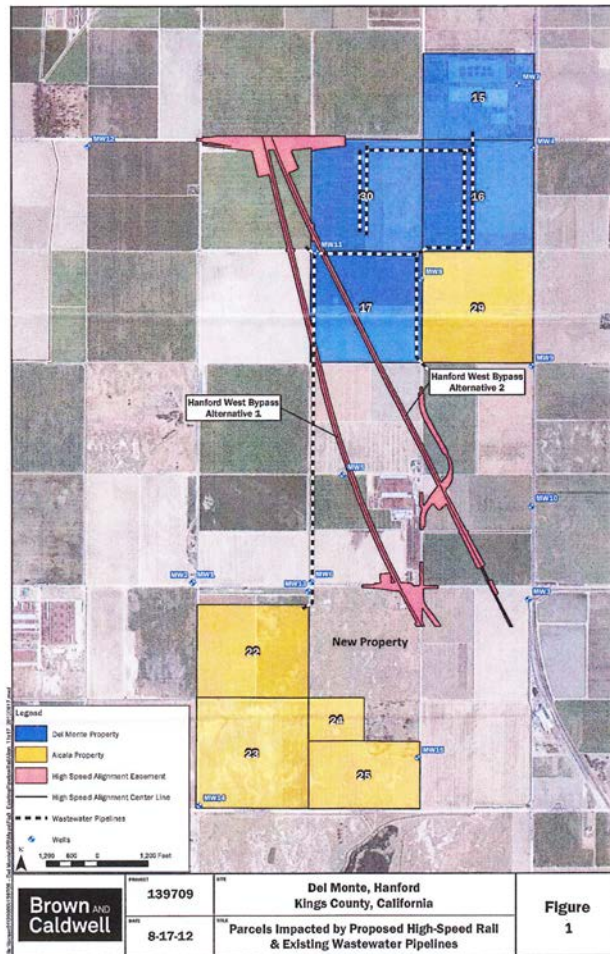 15
MW3
MW12
MW4
30
16
MW11
MW8
17
29
MW9
Hanford West Bypass
Alternative 2
Hanford West Bypass
Alternative 1
MW5
MW10
MW2
MW1
MW6
MW13
MW3
New Property
22
24
23
25
MW15
MW14
Legend
Del Monte Property
Alcala Property
High Speed Alignment Easement
High Speed Alignment Center Line
Wastewater Pipelines
Wells
N
1,200 600 0 1,200 Feet
Brown AND
Caldwell
PROJECT
139709
SITE
Del Monte, Hanford
Kings County, California
DATE
8-17-12
TITLE
Parcels Impacted by Proposed High-Speed Rail
& Existing Wastewater Pipelines
Figure
1